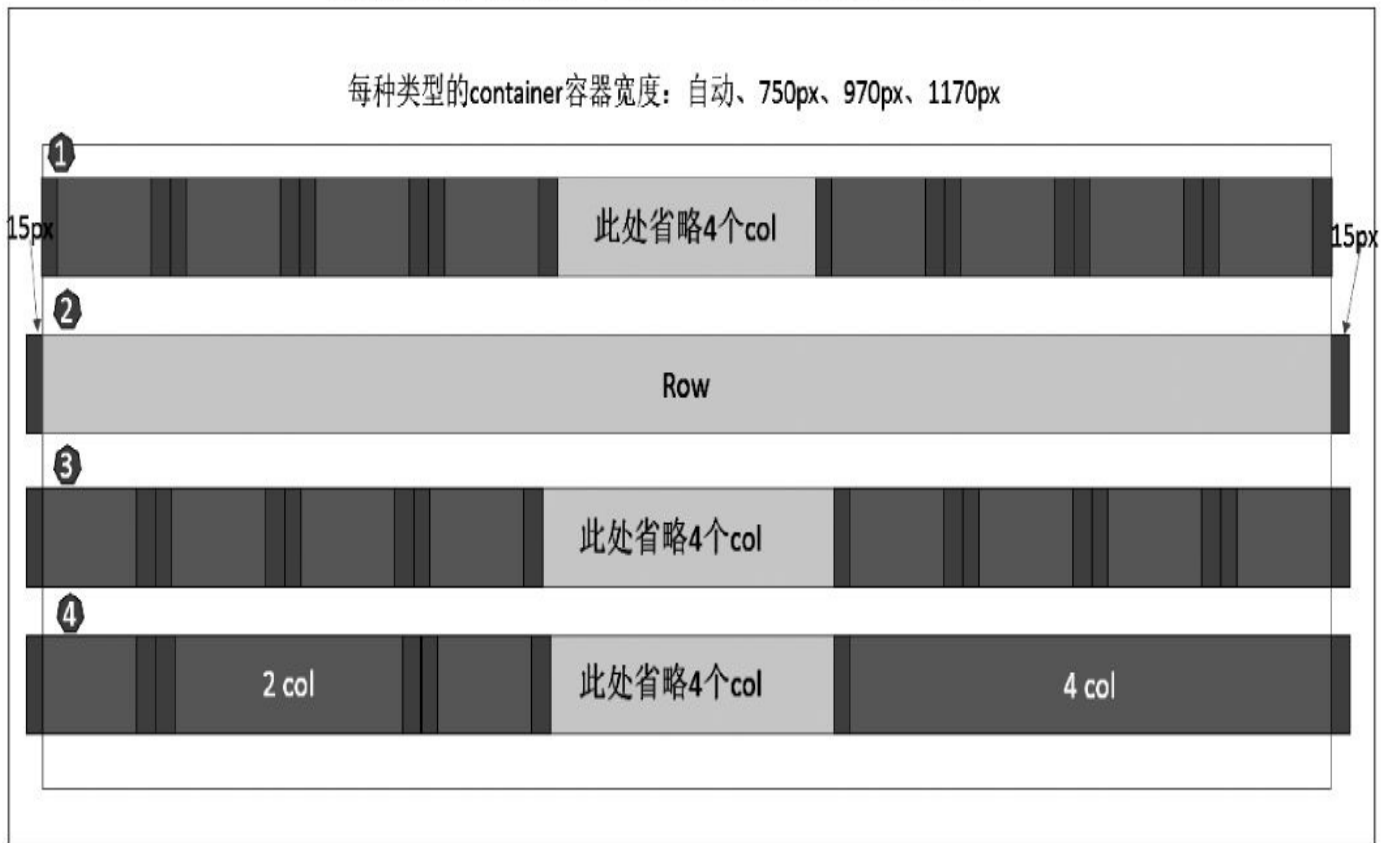 每种类型的container容器宽度：自动、750px、970px、1170px
1
此处省略4个col
15px
15px
2
Row
3
此处省略4个col
4
2 col
此处省略4个col
4 col